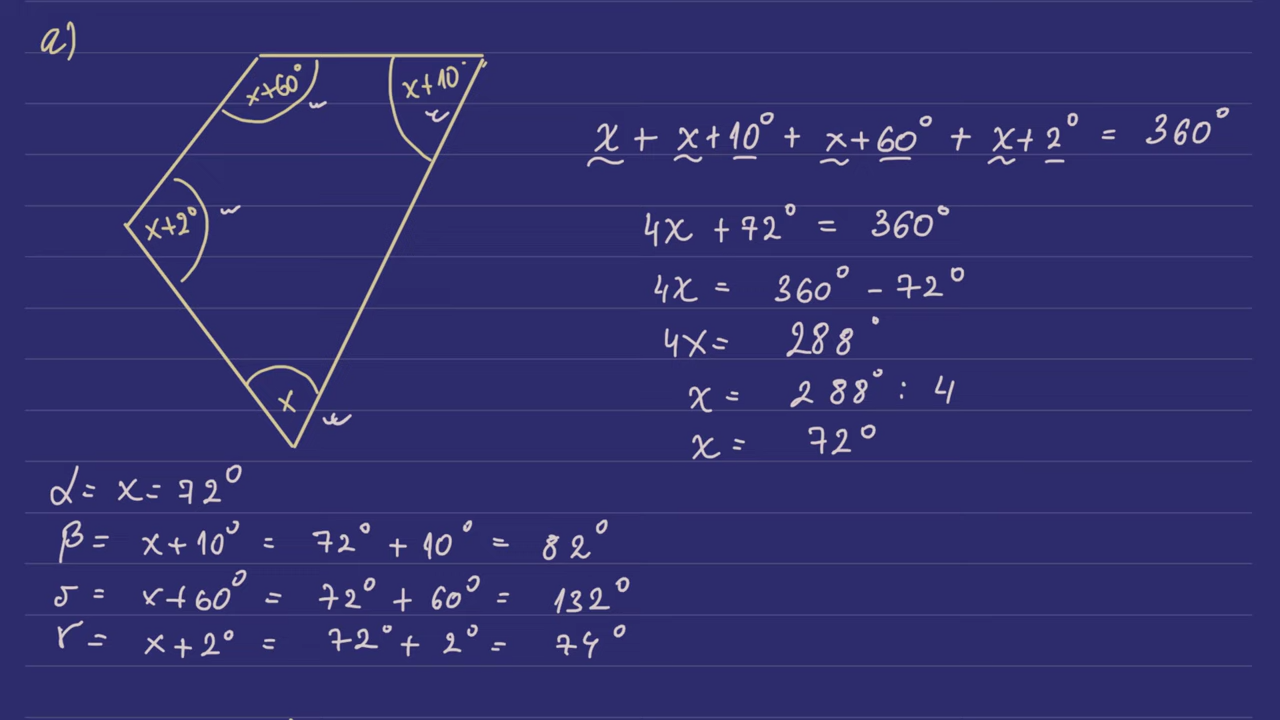 a)
x+60°
x+10°
x+2°
x
x + x+10° + x+60° + x+2° = 360°
4x + 72° = 360°
4x = 360° - 72°
4x = 288°
x = 288° : 4
x = 72°
α = x = 72°
β = x+10° = 72° + 10° = 82°
δ = x+60° = 72° + 60° = 132°
γ = x+2° = 72° + 2° = 74°